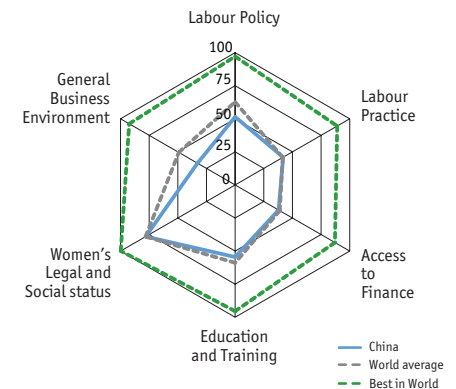 Labour Policy
100
75
50
25
0
General
Business
Environment
Labour
Practice
Women's
Legal and
Social status
Access
to
Finance
Education
and Training
China
World average
Best in World